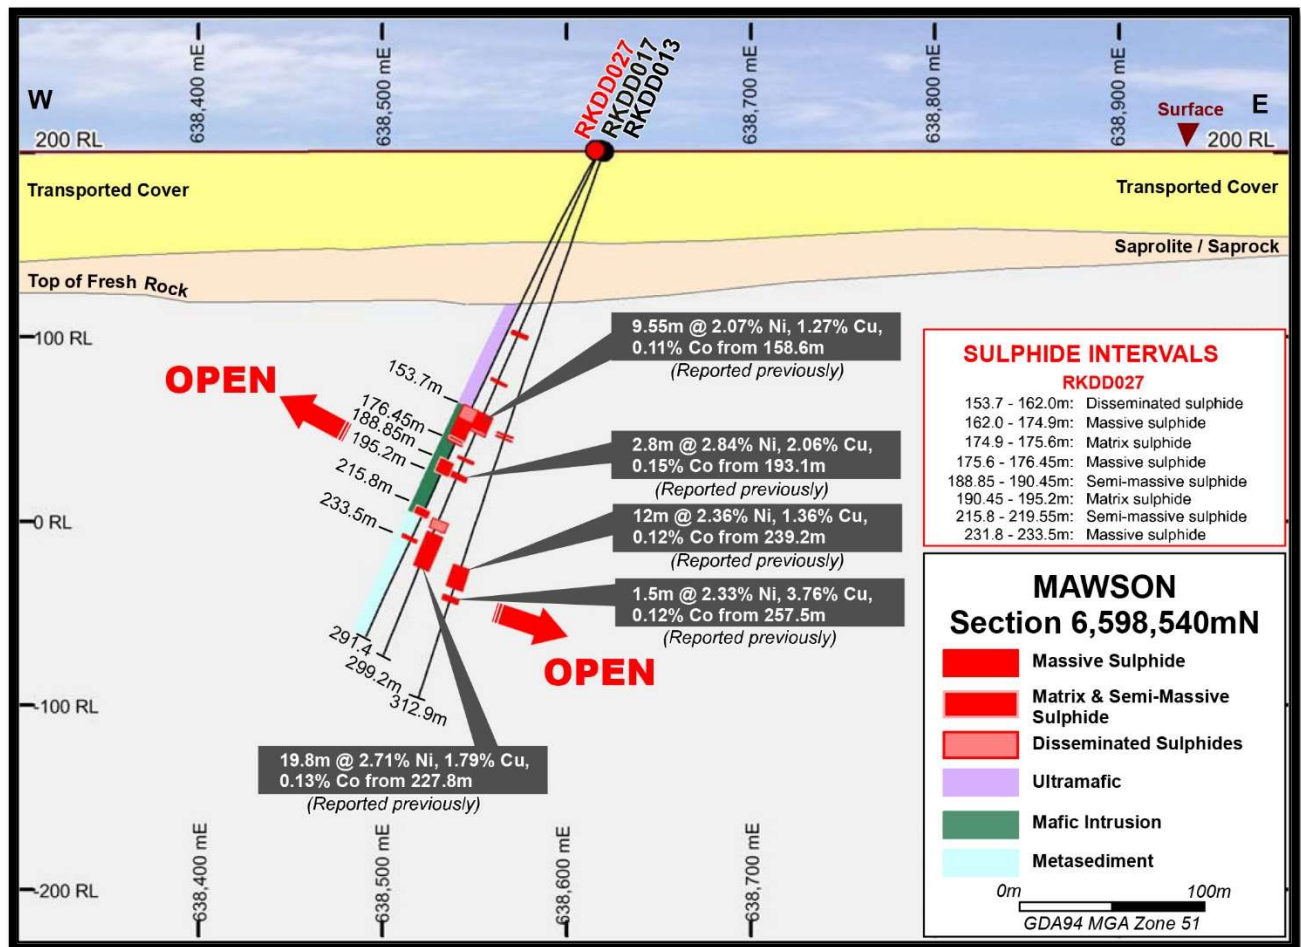 638,400 mE
638,500 mE
RKDD027
RKDD017
RKDD013
638,700 mE
638,800 mE
638,900 mE
W
E
Surface
200 RL
200 RL
Transported Cover
Transported Cover
Saprolite / Saprock
Top of Fresh Rock
100 RL
OPEN
153.7m
176.45m
188.85m
195.2m
215.8m
233.5m
0 RL
9.55m @ 2.07% Ni, 1.27% Cu,
0.11% Co from 158.6m
(Reported previously)
2.8m @ 2.84% Ni, 2.06% Cu,
0.15% Co from 193.1m
(Reported previously)
12m @ 2.36% Ni, 1.36% Cu,
0.12% Co from 239.2m
(Reported previously)
1.5m @ 2.33% Ni, 3.76% Cu,
0.12% Co from 257.5m
(Reported previously)
OPEN
291.4
299.2m
312.9m
-100 RL
19.8m @ 2.71% Ni, 1.79% Cu,
0.13% Co from 227.8m
(Reported previously)
-200 RL
638,400 mE
638,500 mE
638,600 mE
638,700 mE
SULPHIDE INTERVALS
RKDD027
153.7 - 162.0m: Disseminated sulphide
162.0 - 174.9m: Massive sulphide
174.9 - 175.6m: Matrix sulphide
175.6 - 176.45m: Massive sulphide
188.85 - 190.45m: Semi-massive sulphide
190.45 - 195.2m: Matrix sulphide
215.8 - 219.55m: Semi-massive sulphide
231.8 - 233.5m: Massive sulphide
MAWSON
Section 6,598,540mN
Massive Sulphide
Matrix & Semi-Massive
Sulphide
Disseminated Sulphides
Ultramafic
Mafic Intrusion
Metasediment
0m 100m
GDA94 MGA Zone 51